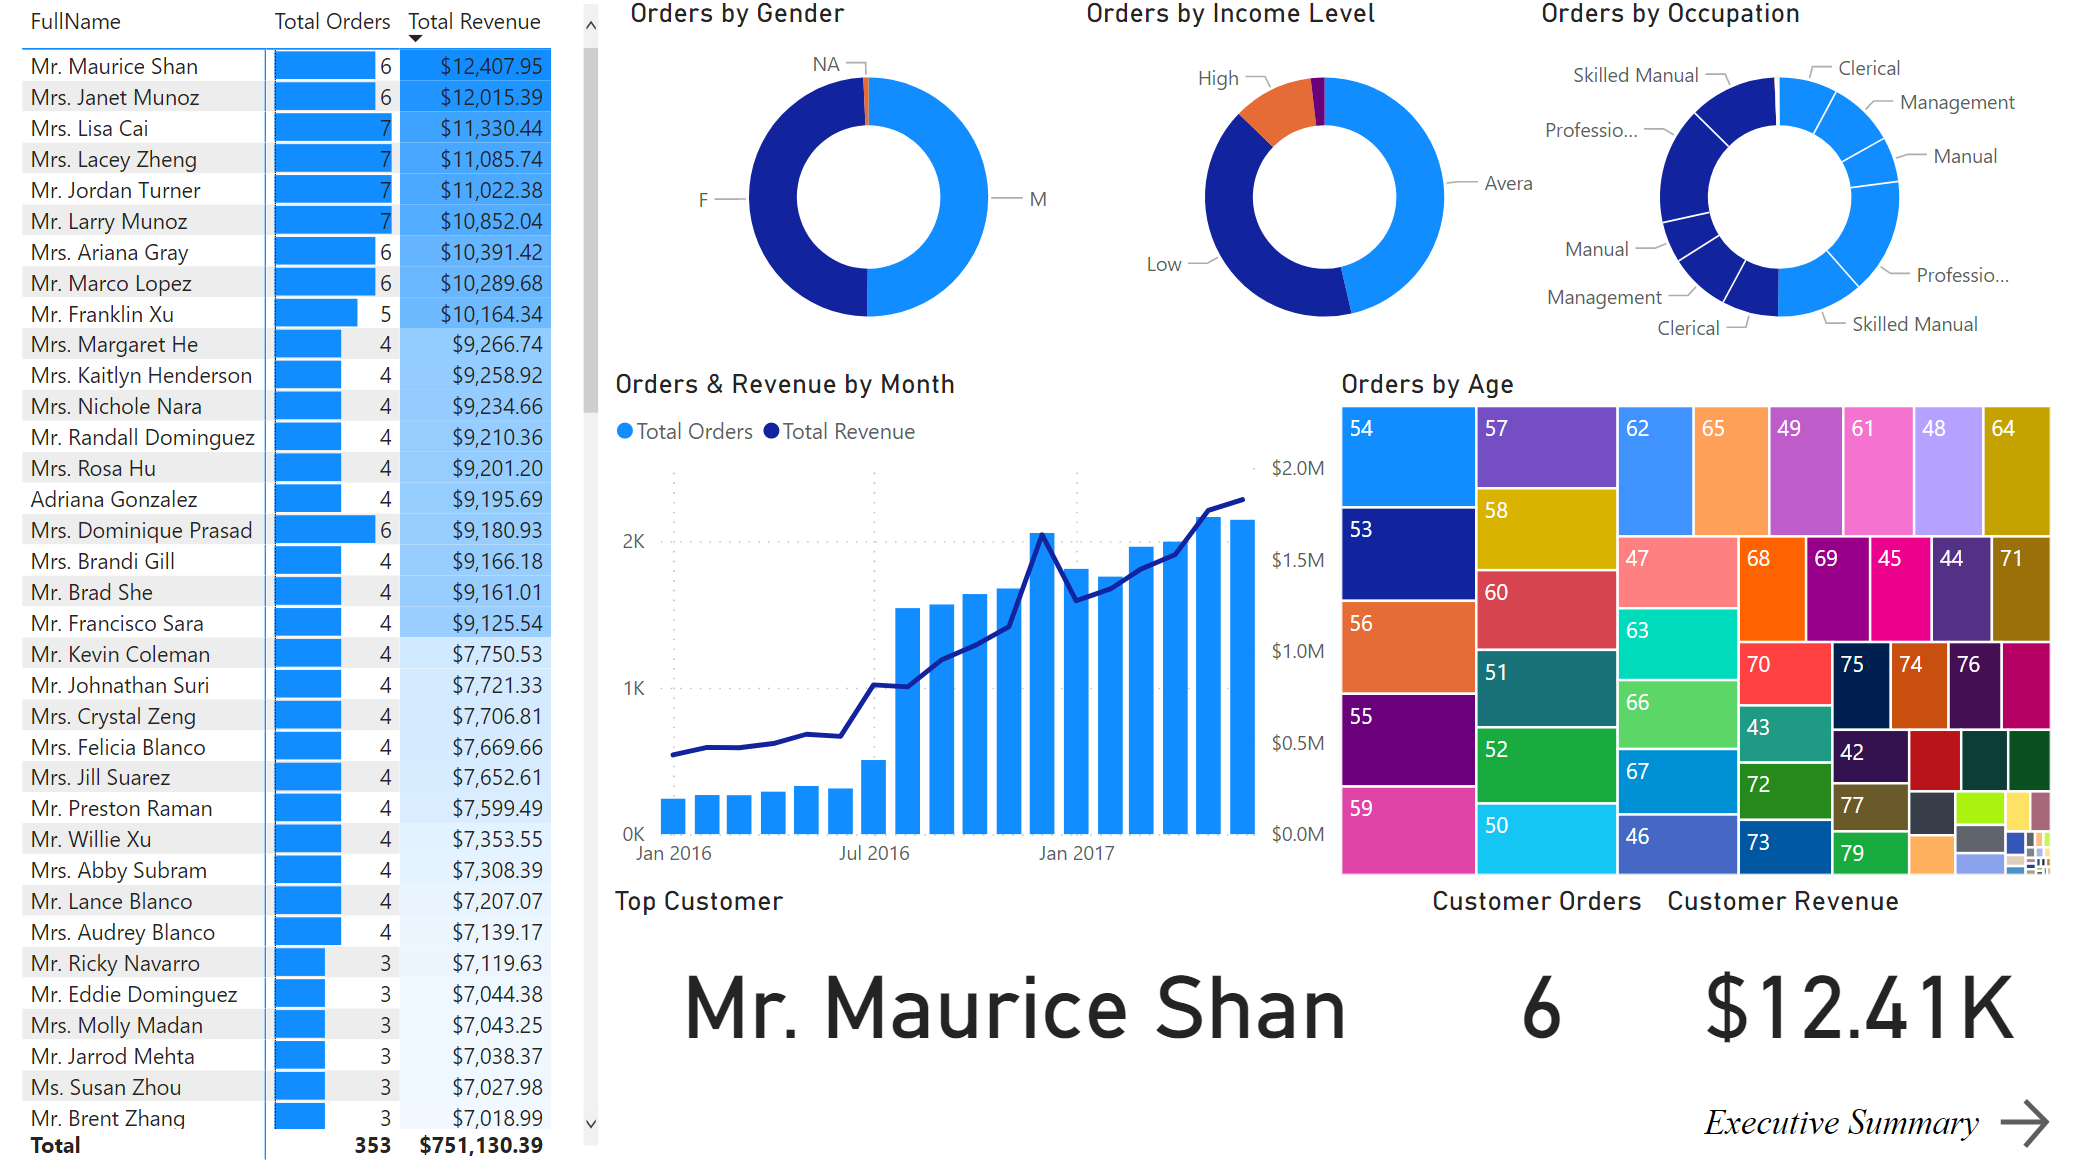 FullName Total Orders Total Revenue
Mr. Maurice Shan 6 $12,407.95
Mrs. Janet Munoz 6 $12,015.39
Mrs. Lisa Cai 7 $11,330.44
Mrs. Lacey Zheng 7 $11,085.74
Mr. Jordan Turner 7 $11,022.38
Mr. Larry Munoz 7 $10,852.04
Mrs. Ariana Gray 6 $10,391.42
Mr. Marco Lopez 6 $10,289.68
Mr. Franklin Xu 5 $10,164.34
Mrs. Margaret He 4 $9,266.74
Mrs. Kaitlyn Henderson 4 $9,258.92
Mrs. Nichole Nara 4 $9,234.66
Mr. Randall Dominguez 4 $9,210.36
Mrs. Rosa Hu 4 $9,201.20
Adriana Gonzalez 4 $9,195.69
Mrs. Dominique Prasad 6 $9,180.93
Mrs. Brandi Gill 4 $9,166.18
Mr. Brad She 4 $9,161.01
Mr. Francisco Sara 4 $9,125.54
Mr. Kevin Coleman 4 $7,750.53
Mr. Johnathan Suri 4 $7,721.33
Mrs. Crystal Zeng 4 $7,706.81
Mrs. Felicia Blanco 4 $7,669.66
Mrs. Jill Suarez 4 $7,652.61
Mr. Preston Raman 4 $7,599.49
Mr. Willie Xu 4 $7,353.55
Mrs. Abby Subram 4 $7,308.39
Mr. Lance Blanco 4 $7,207.07
Mrs. Audrey Blanco 4 $7,139.17
Mr. Ricky Navarro 3 $7,119.63
Mr. Eddie Dominguez 3 $7,044.38
Mrs. Molly Madan 3 $7,043.25
Mr. Jarrod Mehta 3 $7,038.37
Ms. Susan Zhou 3 $7,027.98
Mr. Brent Zhang 3 $7,018.99
Total 353 $751,130.39
Orders by Gender
NA
F
M
Orders by Income Level
High
Avera
Low
Orders by Occupation
Skilled Manual
Clerical
Management
Professio...
Manual
Manual
Professio...
Management
Clerical
Skilled Manual
Orders & Revenue by Month
Total Orders Total Revenue
$2.0M
2K
$1.5M
$1.0M
1K
$0.5M
0K
$0.0M
Jan 2016 Jul 2016 Jan 2017
Orders by Age
54 57 62 65 49 61 48 64
53
58
56
60
55
51
59
52
50
47 68 69 45 44 71
63
66
67
46
70 75 74 76
43
72
73
42
77
79
Top Customer
Mr. Maurice Shan
Customer Orders
6
Customer Revenue
$12.41K
Executive Summary